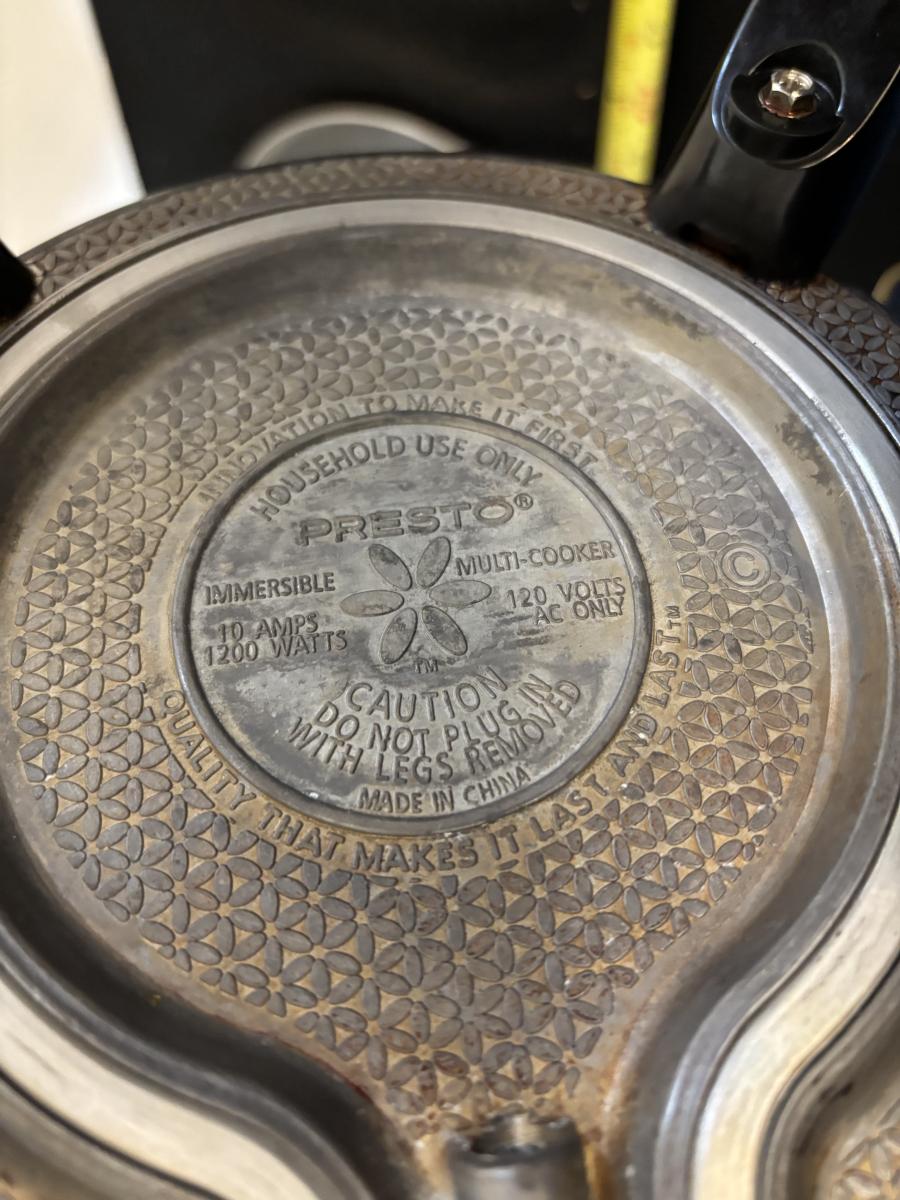 INNOVATION TO MAKE IT FIRST
HOUSEHOLD USE ONLY
PRESTO®
IMMERSIBLE
MULTI-COOKER
10 AMPS
1200 WATTS
120 VOLTS
AC ONLY
TM
CAUTION
DO NOT PLUG IN
WITH LEGS REMOVED
MADE IN CHINA
QUALITY THAT MAKES IT LAST AND LAST™
©